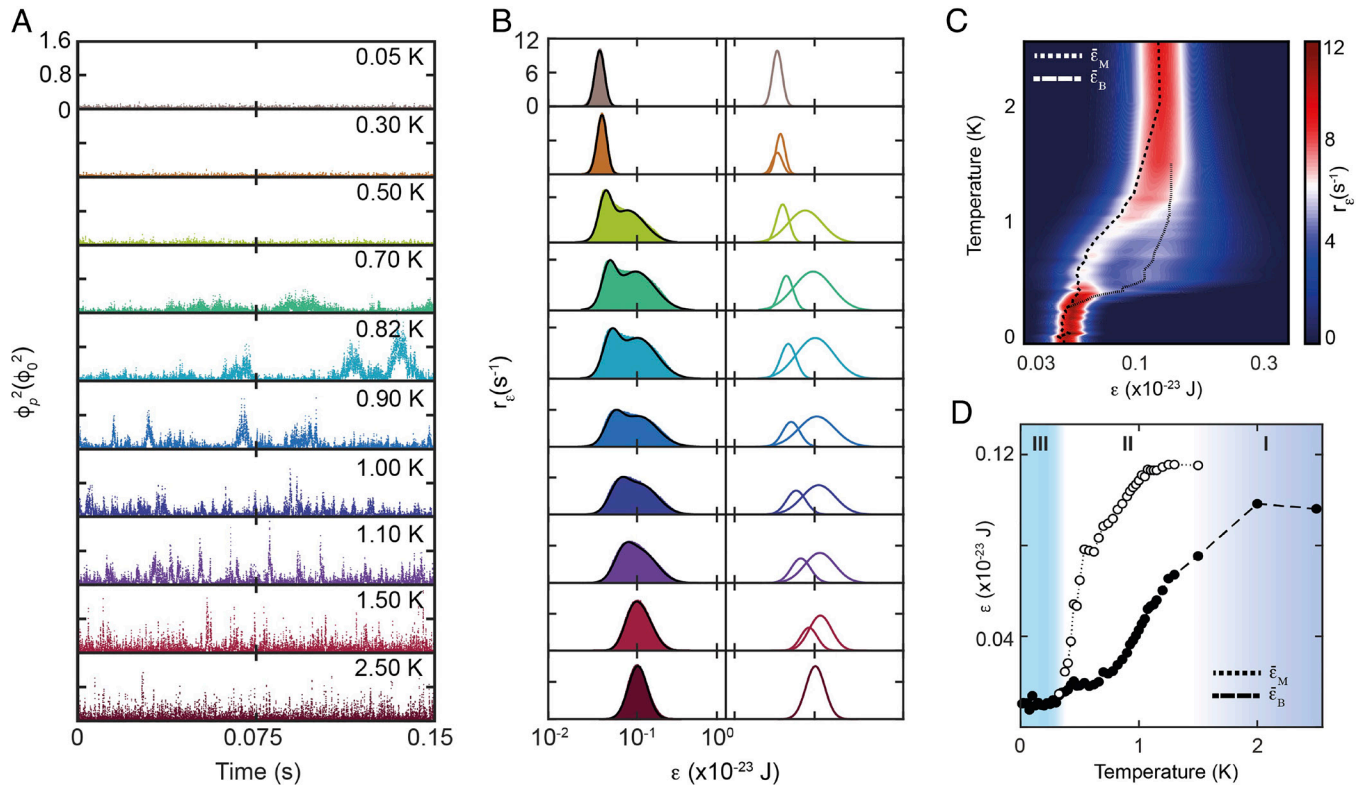 A
1.6
0.8
0
0.05 K
0.30 K
0.50 K
0.70 K
0.82 K
0.90 K
1.00 K
1.10 K
1.50 K
2.50 K
ϕp²(ϕ0²)
0 0.075 0.15
Time (s)
B
12
6
0
rε(s⁻¹)
10⁻² 10⁻¹ 10⁰ 10⁻¹
ε (x10⁻²³ J)
C
ε̄M
ε̄B
2
1
0
Temperature (K)
0.03 0.1 0.3
ε (x10⁻²³ J)
12
8
4
0
rε(s⁻¹)
D
III II I
0.12
0.04
ε (x10⁻²³ J)
ε̄M
ε̄B
0 1 2
Temperature (K)